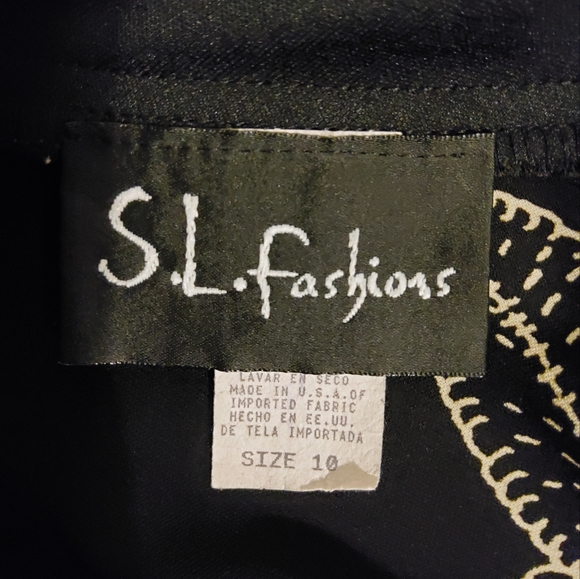 S.L. fashions
LAVAR EN SECO
MADE IN U.S.A.OF
IMPORTED FABRIC
HECHO EN EE.UU.
DE TELA IMPORTADA
SIZE 10